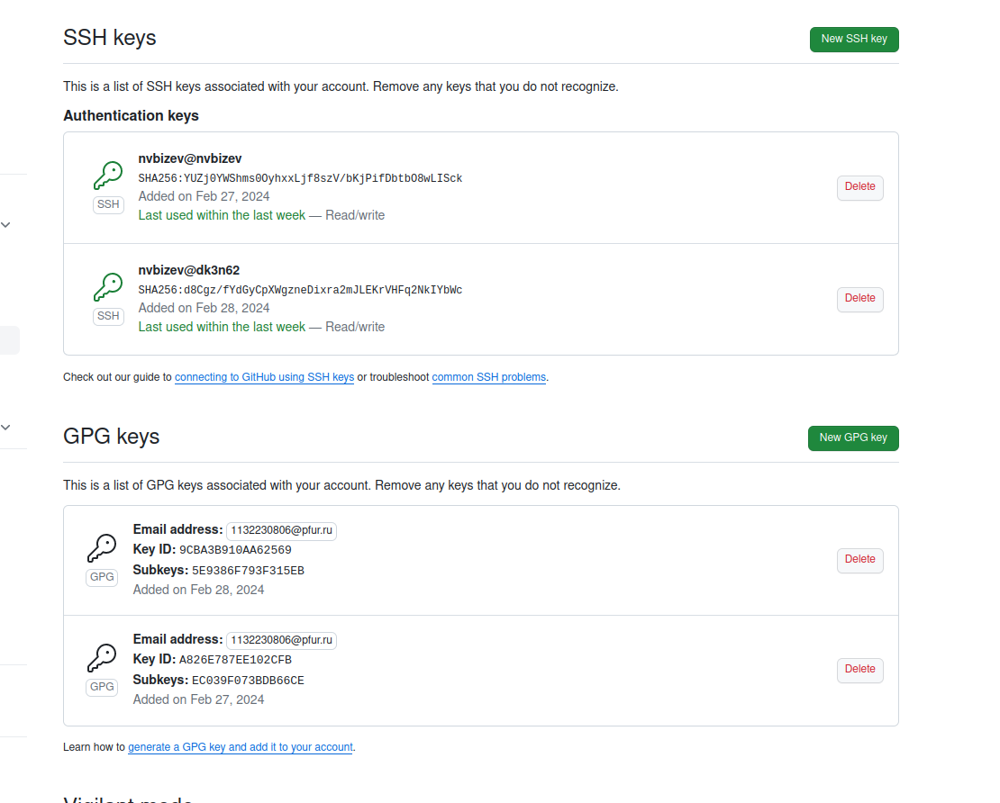 SSH keys
New SSH key
This is a list of SSH keys associated with your account. Remove any keys that you do not recognize.
Authentication keys
nvbizev@nvbizev
SHA256:YUZj0YWShms0OyhxxLjf8szV/bKjPifDbtbO8wLISck
SSH
Added on Feb 27, 2024
Last used within the last week — Read/write
Delete
nvbizev@dk3n62
SHA256:d8Cgz/fYdGyCpXWgzneDixra2mJLEKrVHFq2NkIYbWc
SSH
Added on Feb 28, 2024
Last used within the last week — Read/write
Delete
Check out our guide to connecting to GitHub using SSH keys or troubleshoot common SSH problems.
GPG keys
New GPG key
This is a list of GPG keys associated with your account. Remove any keys that you do not recognize.
Email address: 1132230806@pfur.ru
Key ID: 9CBA3B910AA62569
Subkeys: 5E9386F793F315EB
GPG
Added on Feb 28, 2024
Delete
Email address: 1132230806@pfur.ru
Key ID: A826E787EE102CFB
Subkeys: EC039F073BDB66CE
GPG
Added on Feb 27, 2024
Delete
Learn how to generate a GPG key and add it to your account.
Vigilant mode